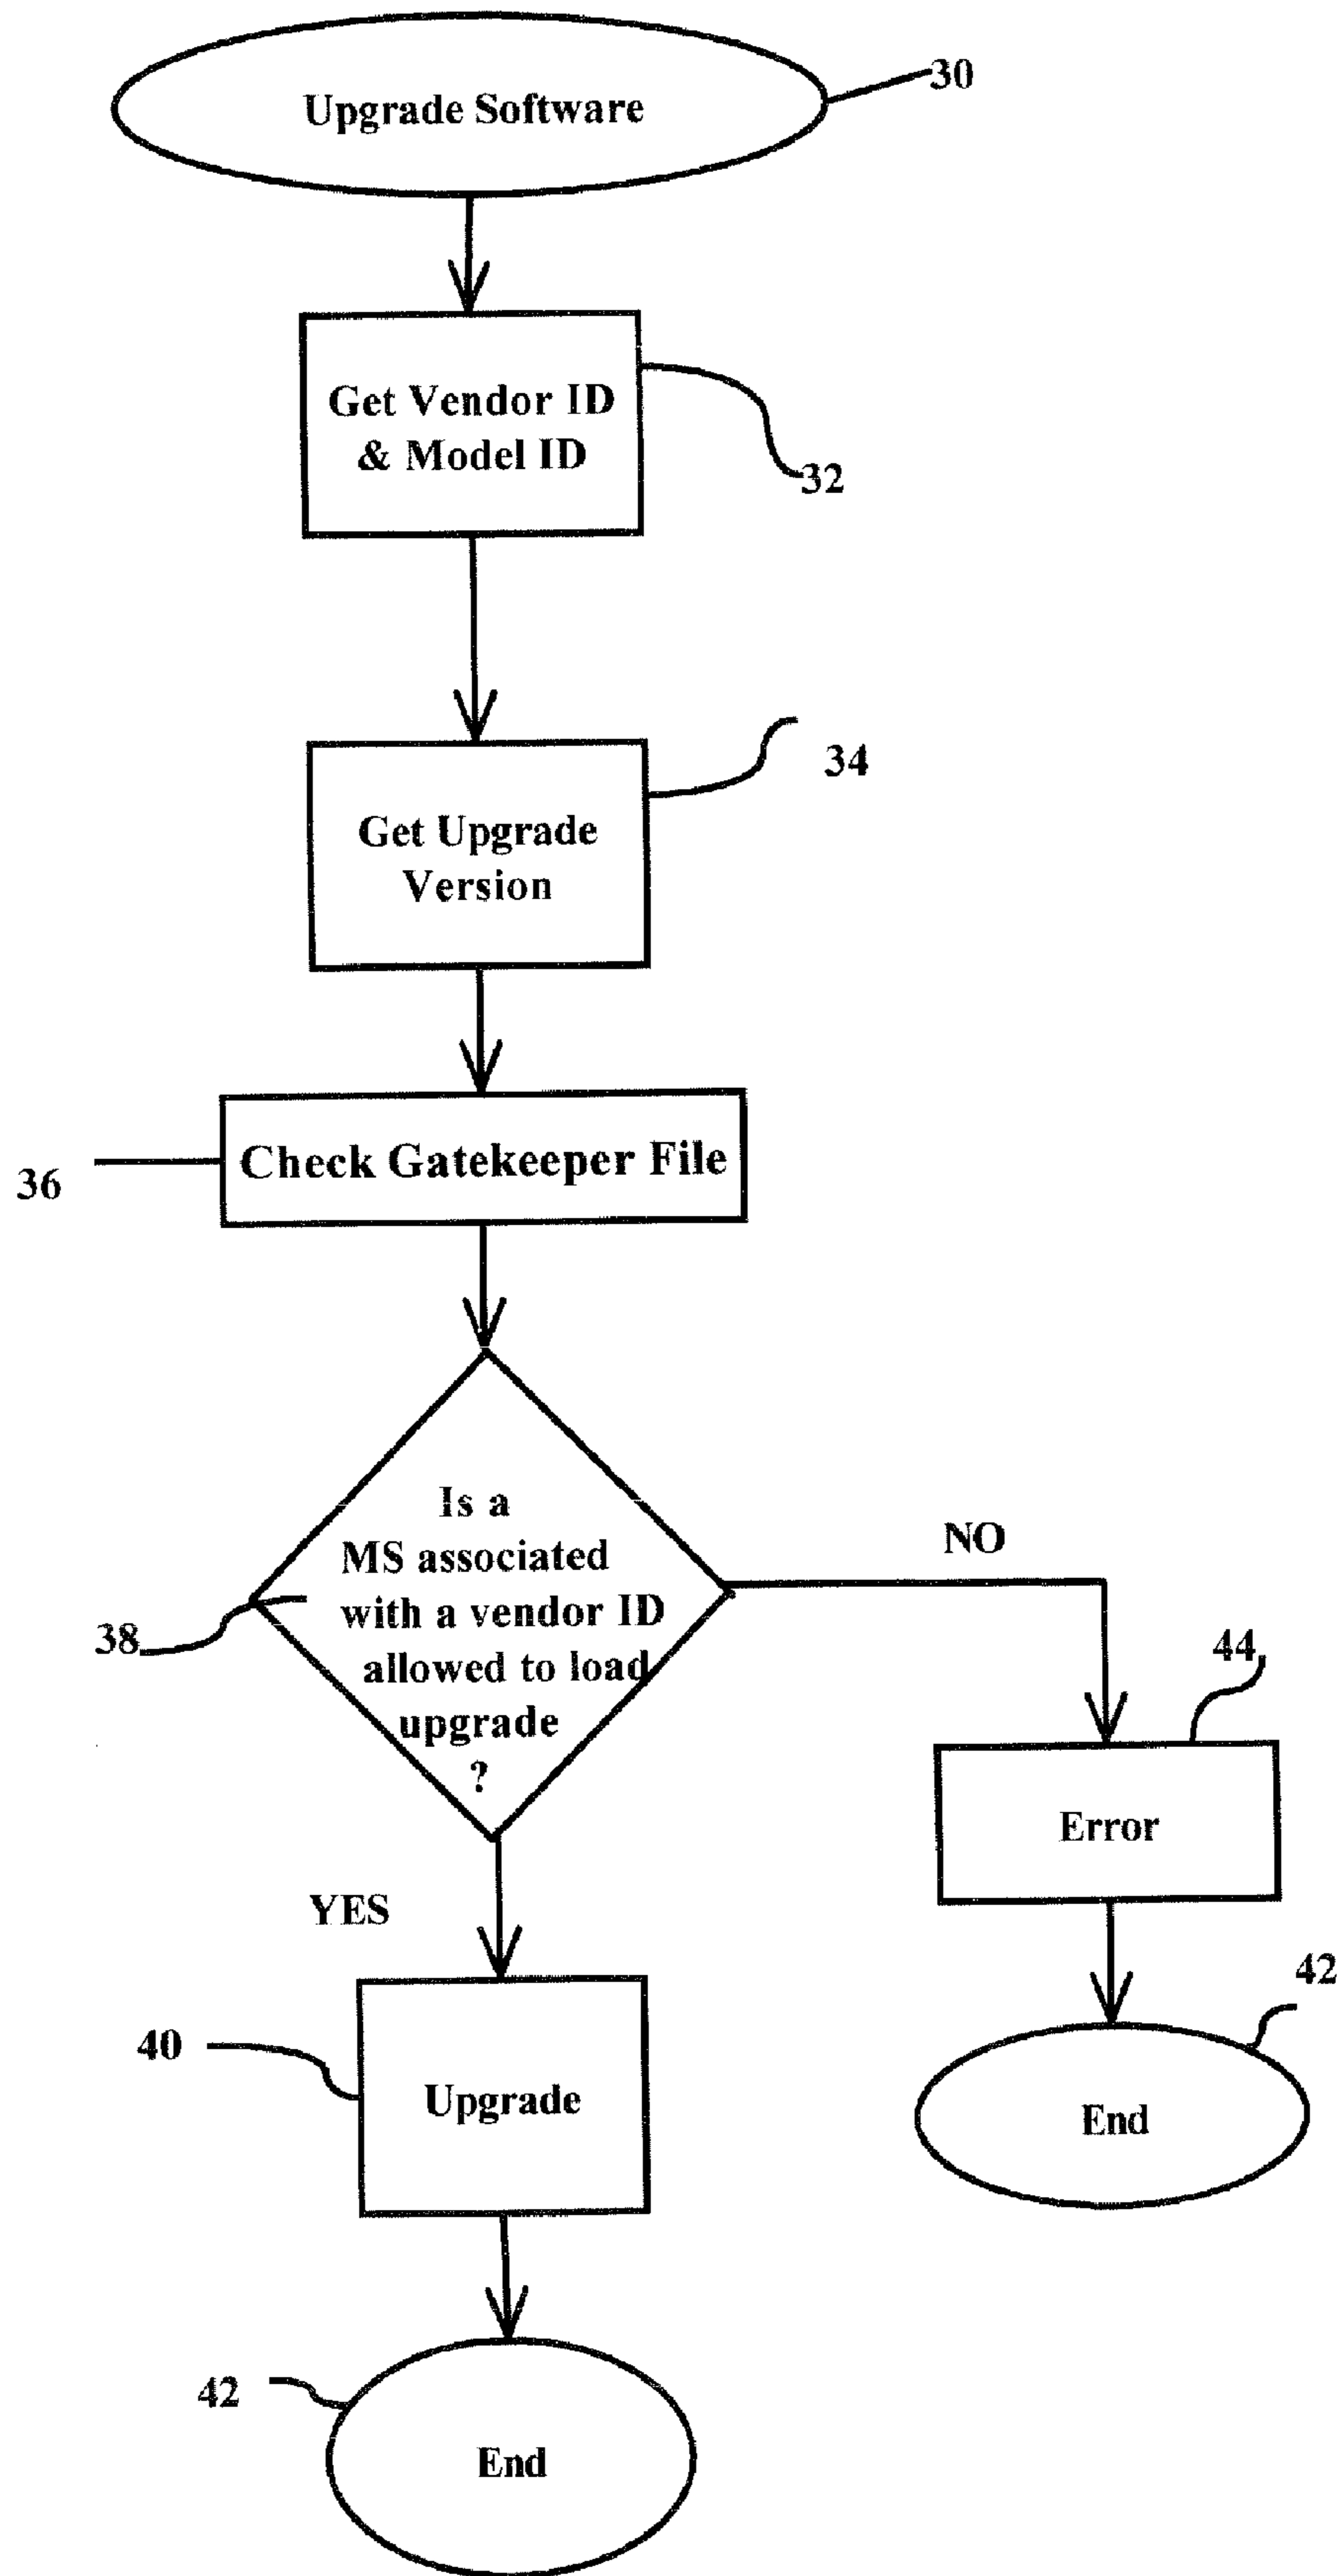 Upgrade Software
30
Get Vendor ID
& Model ID
32
34
Get Upgrade
Version
36
Check Gatekeeper File
Is a
MS associated
with a vendor ID
allowed to load
upgrade
?
38
NO
44
Error
YES
42
End
40
Upgrade
42
End